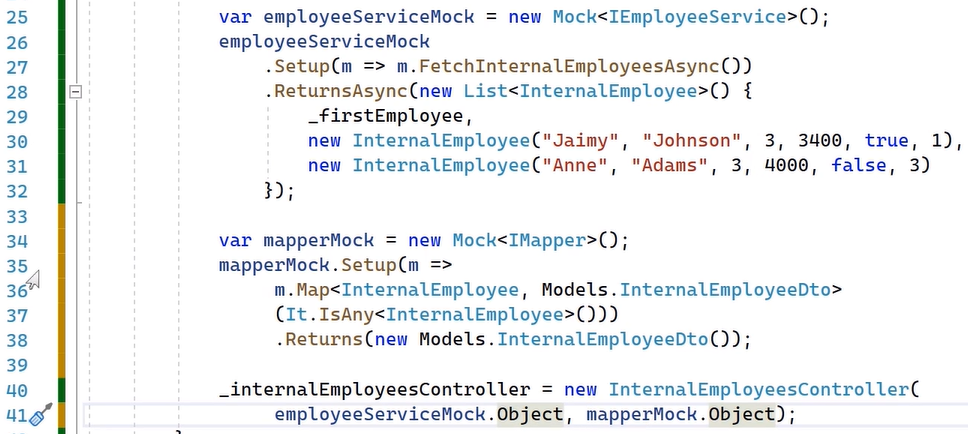 25 var employeeServiceMock = new Mock<IEmployeeService>();
26 employeeServiceMock
27 .Setup(m => m.FetchInternalEmployeesAsync())
28 .ReturnsAsync(new List<InternalEmployee>() {
29 _firstEmployee,
30 new InternalEmployee("Jaimy", "Johnson", 3, 3400, true, 1),
31 new InternalEmployee("Anne", "Adams", 3, 4000, false, 3)
32 });
33
34 var mapperMock = new Mock<IMapper>();
35 mapperMock.Setup(m =>
36 m.Map<InternalEmployee, Models.InternalEmployeeDto>
37 (It.IsAny<InternalEmployee>()))
38 .Returns(new Models.InternalEmployeeDto());
39
40 _internalEmployeesController = new InternalEmployeesController(
41 employeeServiceMock.Object, mapperMock.Object);